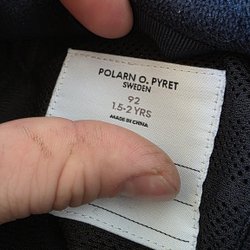 POLARN O. PYRET
SWEDEN
92
1.5-2 YRS
MADE IN CHINA